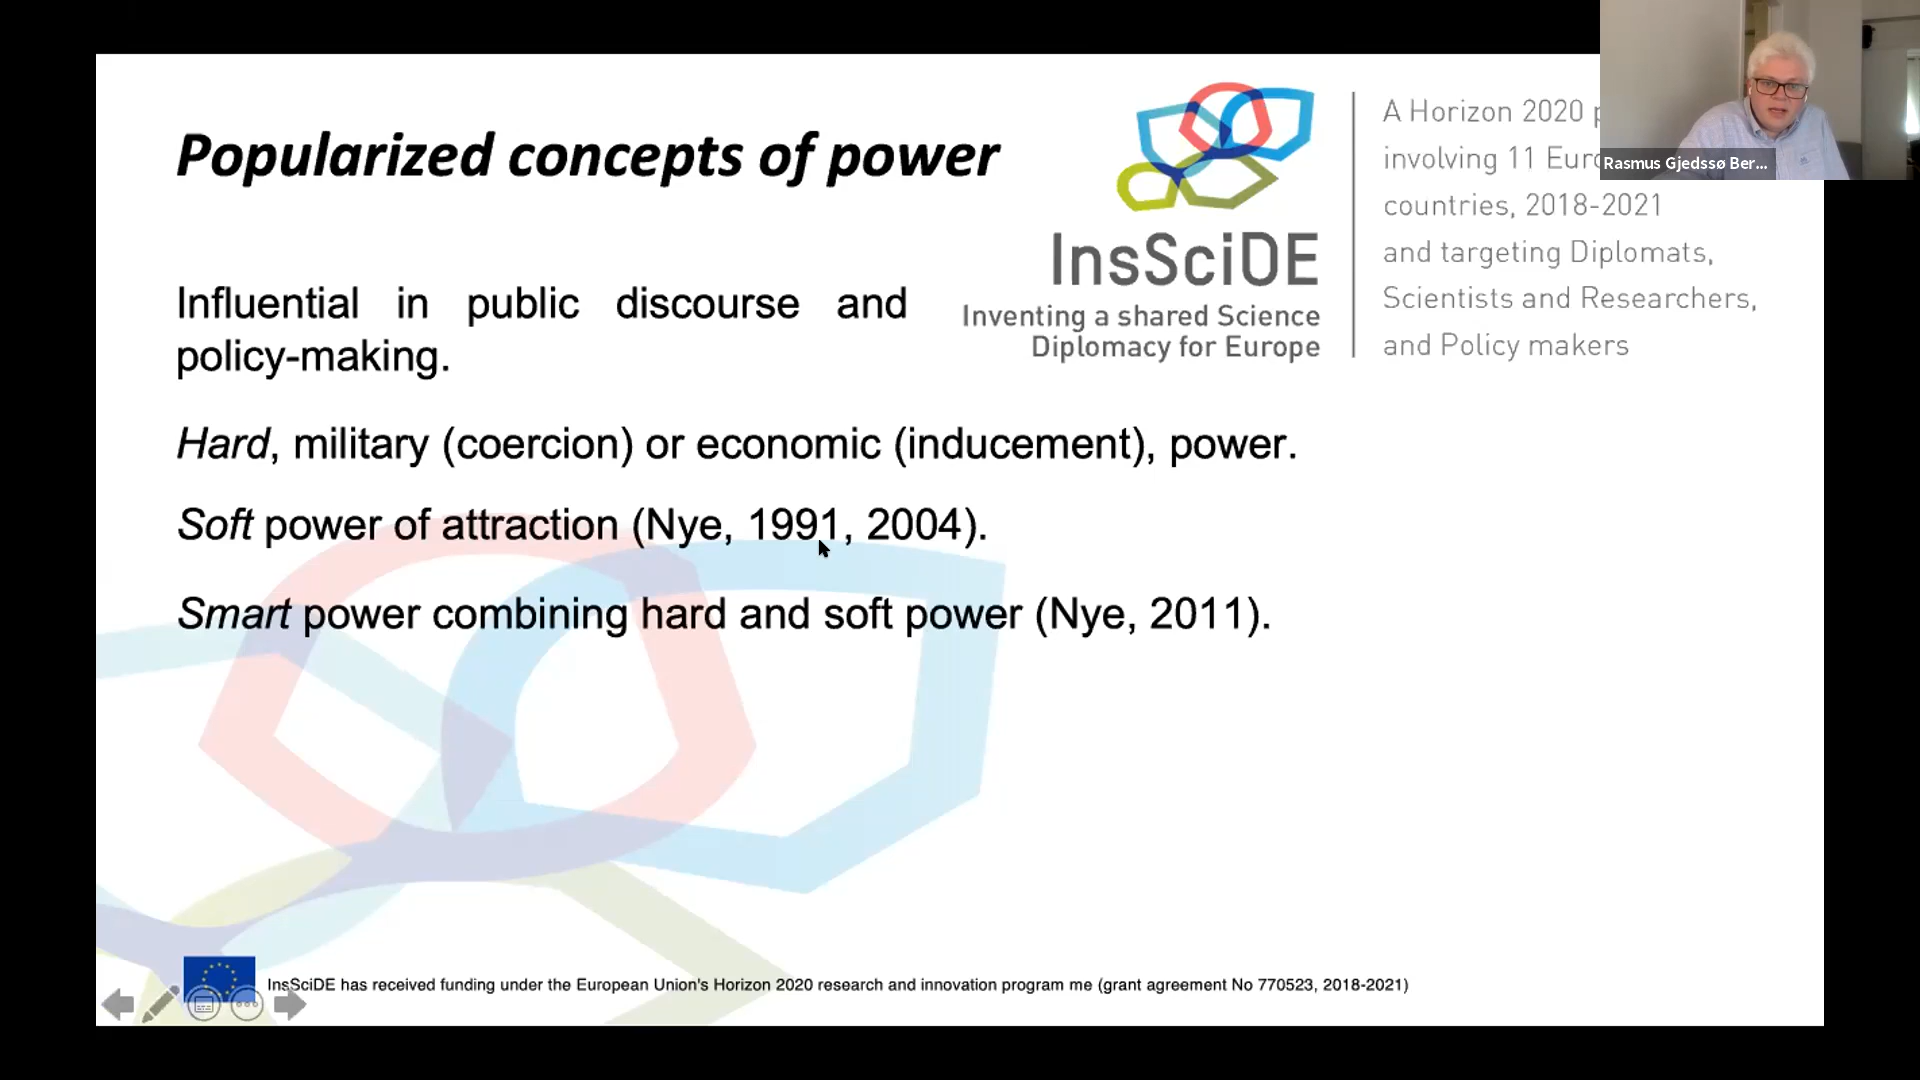 Popularized concepts of power
Influential in public discourse and
policy-making.
Hard, military (coercion) or economic (inducement), power.
Soft power of attraction (Nye, 1991, 2004).
Smart power combining hard and soft power (Nye, 2011).
InsSciDE
Inventing a shared Science
Diplomacy for Europe
A Horizon 2020
involving 11
countries, 2018-2021
and targeting Diplomats,
Scientists and Researchers,
and Policy makers
Rasmus Gjedssø Ber...
InsSciDE has received funding under the European Union's Horizon 2020 research and innovation program me (grant agreement No 770523, 2018-2021)